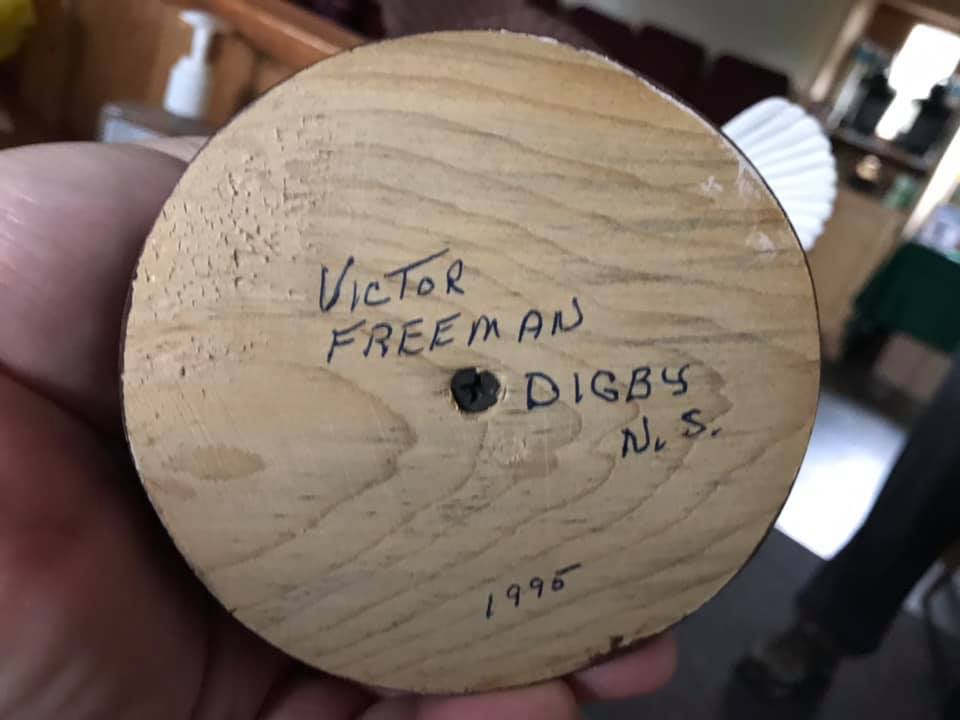 VICTOR
FREEMAN
DIGBY
N.S.
1995